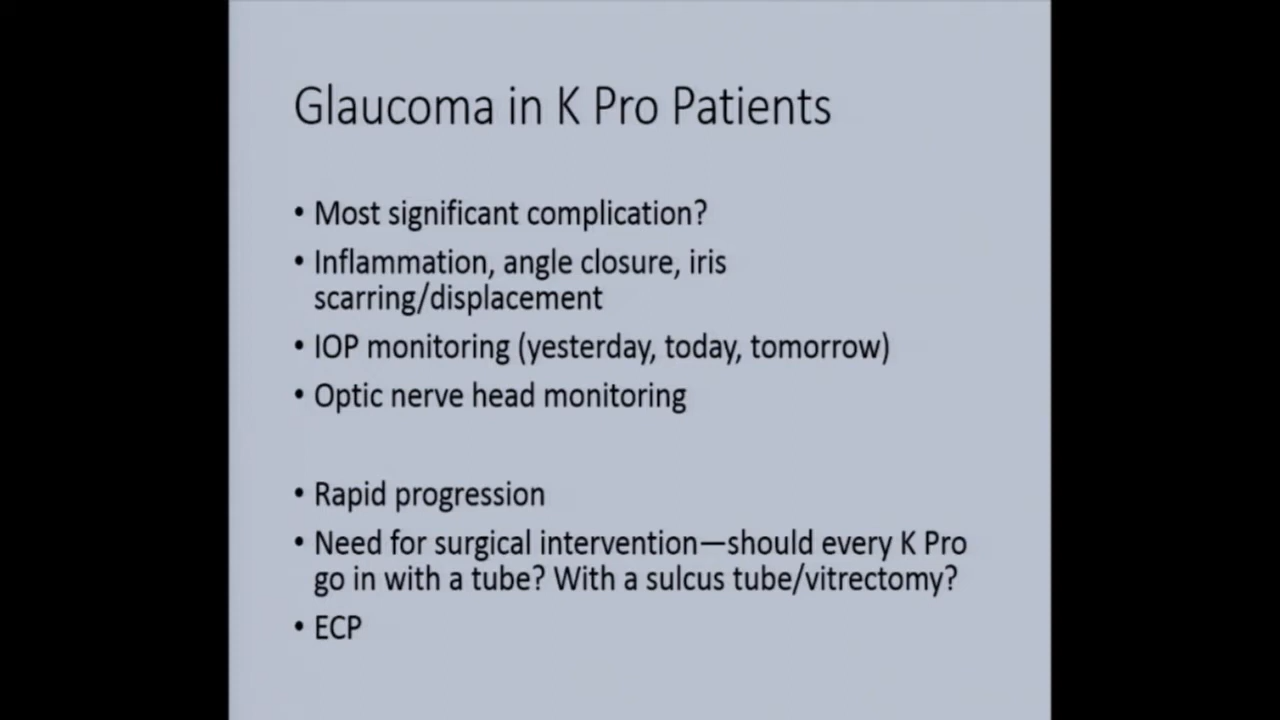 Glaucoma in K Pro Patients
• Most significant complication?
• Inflammation, angle closure, iris
scarring/displacement
• IOP monitoring (yesterday, today, tomorrow)
• Optic nerve head monitoring
• Rapid progression
• Need for surgical intervention—should every K Pro
go in with a tube? With a sulcus tube/vitrectomy?
• ECP